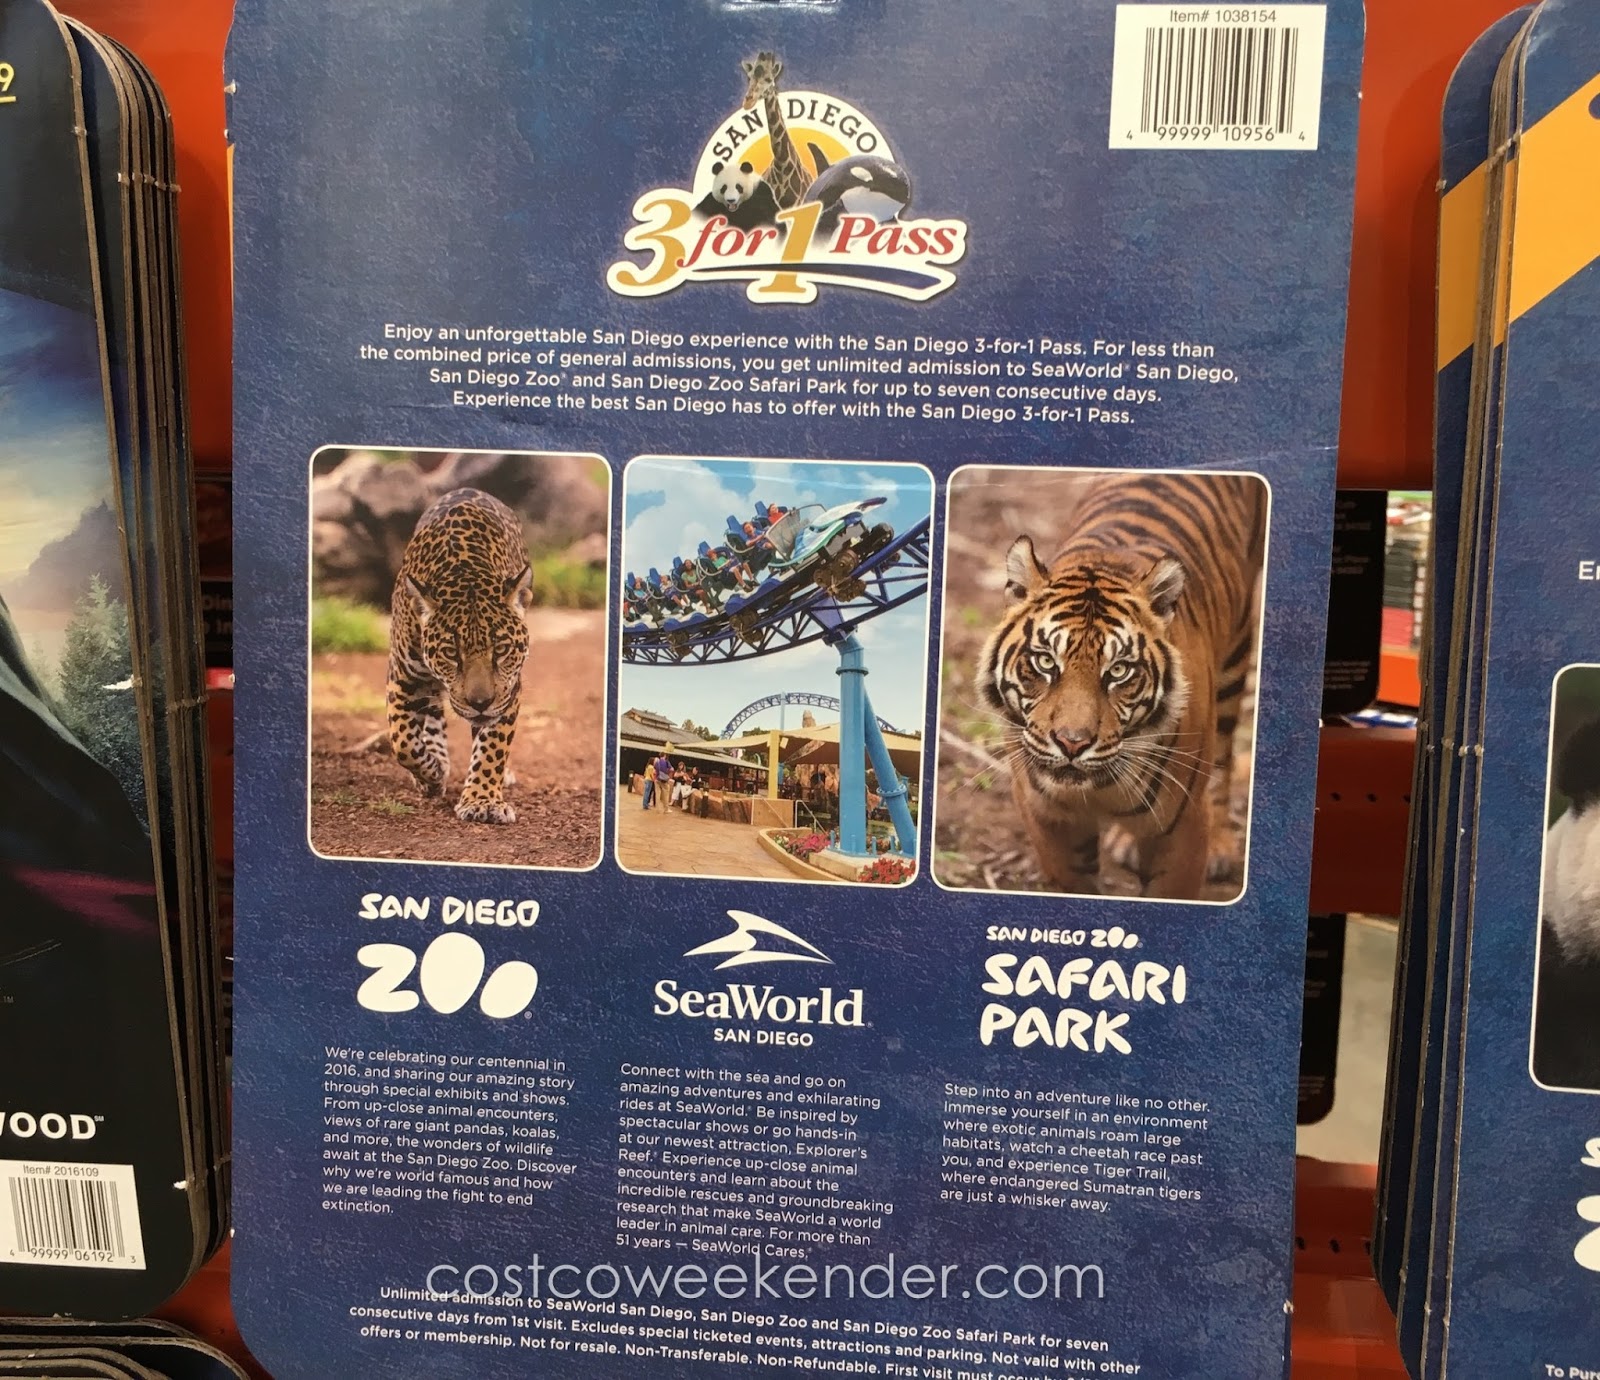 Item# 1038154
4 99999 10956 4
SAN DIEGO
3 for 1 Pass
Enjoy an unforgettable San Diego experience with the San Diego 3-for-1 Pass. For less than
the combined price of general admissions, you get unlimited admission to SeaWorld® San Diego,
San Diego Zoo® and San Diego Zoo Safari Park for up to seven consecutive days.
Experience the best San Diego has to offer with the San Diego 3-for-1 Pass.
SAN DIEGO
ZOO
We're celebrating our centennial in
2016, and sharing our amazing story
through special exhibits and shows.
From up-close animal encounters,
views of rare giant pandas, koalas,
and more, the wonders of wildlife
await at the San Diego Zoo. Discover
why we're world famous and how
we are leading the fight to end
extinction.
SeaWorld®
SAN DIEGO
Connect with the sea and go on
amazing adventures and exhilarating
rides at SeaWorld.® Be inspired by
spectacular shows or go hands-in
at our newest attraction, Explorer's
Reef.® Experience up-close animal
encounters and learn about the
incredible rescues and groundbreaking
research that make SeaWorld a world
leader in animal care. For more than
51 years — SeaWorld Cares.®
SAN DIEGO ZOO
SAFARI
PARK
Step into an adventure like no other.
Immerse yourself in an environment
where exotic animals roam large
habitats, watch a cheetah race past
you, and experience Tiger Trail,
where endangered Sumatran tigers
are just a whisker away.
costcoweekender.com
Unlimited admission to SeaWorld San Diego, San Diego Zoo and San Diego Zoo Safari Park for seven
consecutive days from 1st visit. Excludes special ticketed events, attractions and parking. Not valid with other
offers or membership. Not for resale. Non-Transferable. Non-Refundable. First visit must occur
9
WOOD℠
Item# 2016109
4 99999 06192 3
To Pur